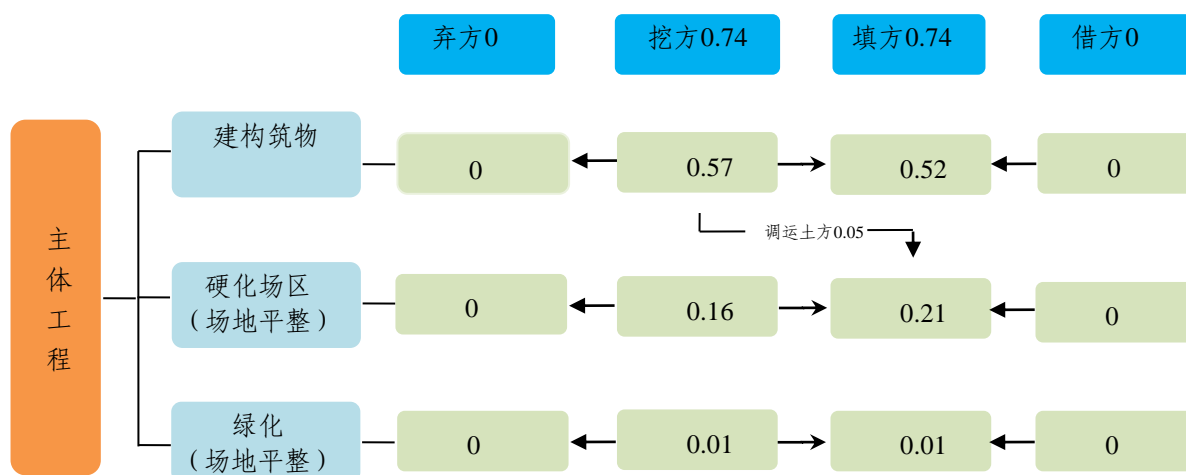 弃方0
挖方0.74
填方0.74
借方0
主
体
工
程
建构筑物
0
0.57
0.52
0
调运土方0.05
硬化场区
（场地平整）
0
0.16
0.21
0
绿化
（场地平整）
0
0.01
0.01
0